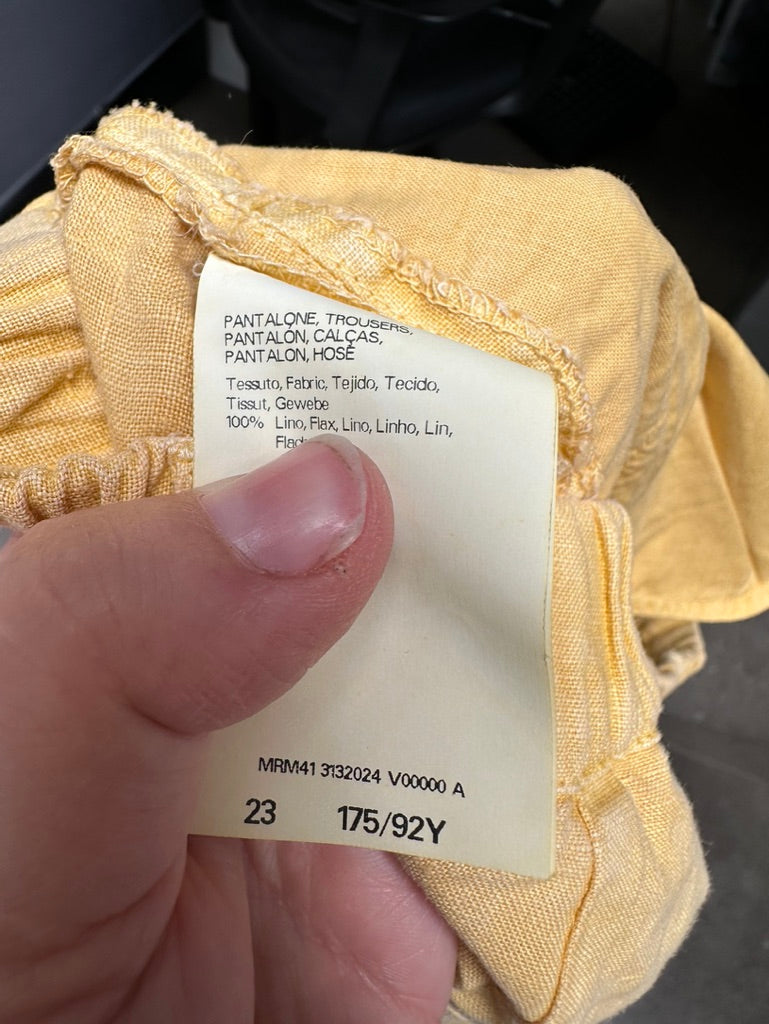 PANTALONE, TROUSERS,
PANTALÓN, CALÇAS,
PANTALON, HOSE
Tessuto, Fabric, Tejido, Tecido,
Tissut, Gewebe
100% Lino, Flax, Lino, Linho, Lin,
MRM41 3132024 V00000 A
23 175/92Y